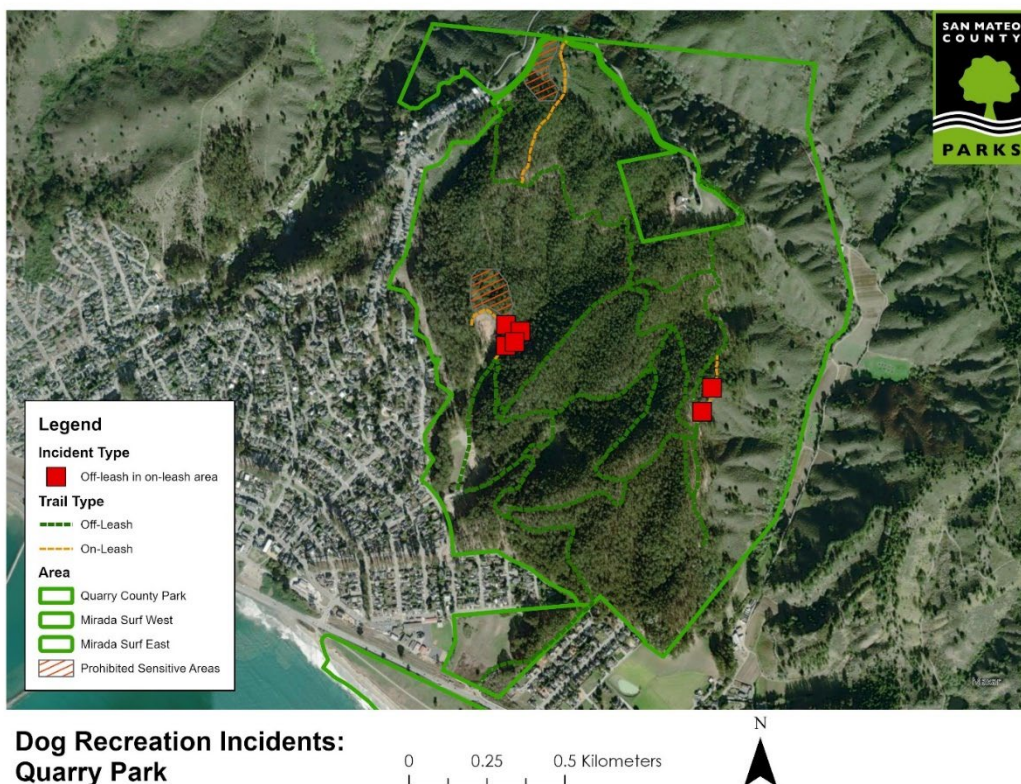 SAN MATEO
COUNTY
PARKS
Legend
Incident Type
Off-leash in on-leash area
Trail Type
Off-Leash
On-Leash
Area
Quarry County Park
Mirada Surf West
Mirada Surf East
Prohibited Sensitive Areas
Maxar
Dog Recreation Incidents:
Quarry Park
0 0.25 0.5 Kilometers
N